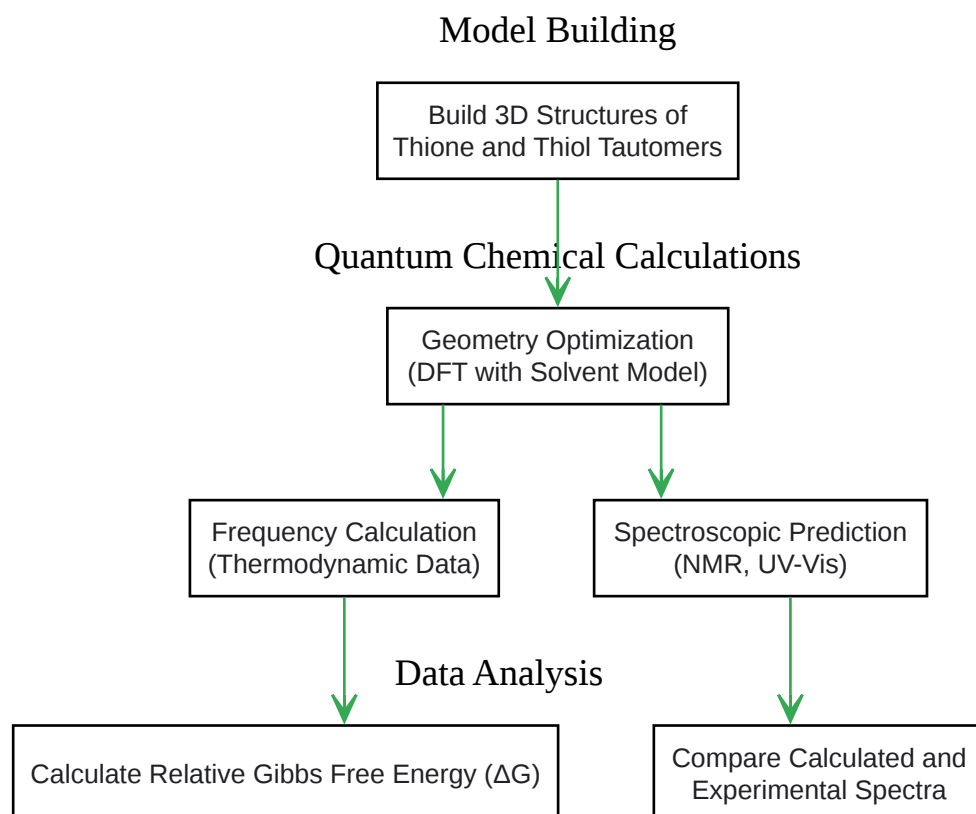 Model Building
Build 3D Structures of
Thione and Thiol Tautomers
Quantum Chemical Calculations
Geometry Optimization
(DFT with Solvent Model)
Frequency Calculation
(Thermodynamic Data)
Spectroscopic Prediction
(NMR, UV-Vis)
Data Analysis
Calculate Relative Gibbs Free Energy (ΔG)
Compare Calculated and
Experimental Spectra